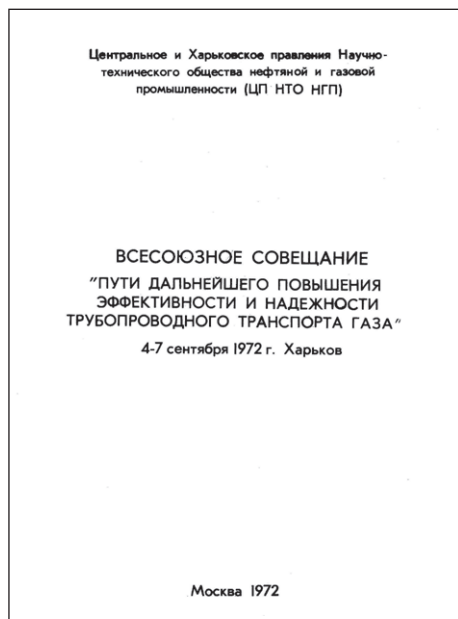 Центральное и Харьковское правления Научно-
технического общества нефтяной и газовой
промышленности (ЦП НТО НГП)
ВСЕСОЮЗНОЕ СОВЕЩАНИЕ
"ПУТИ ДАЛЬНЕЙШЕГО ПОВЫШЕНИЯ
ЭФФЕКТИВНОСТИ И НАДЕЖНОСТИ
ТРУБОПРОВОДНОГО ТРАНСПОРТА ГАЗА"
4-7 сентября 1972 г. Харьков
Москва 1972